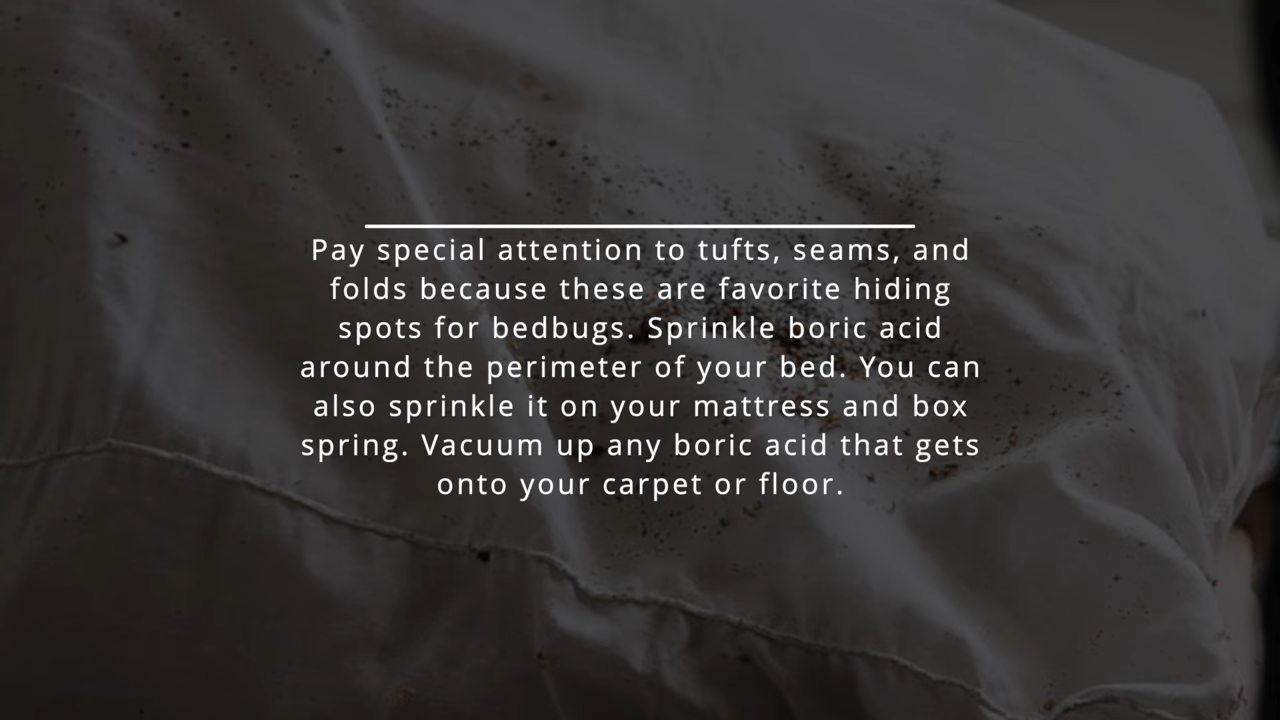 Pay special attention to tufts, seams, and
folds because these are favorite hiding
spots for bedbugs. Sprinkle boric acid
around the perimeter of your bed. You can
also sprinkle it on your mattress and box
spring. Vacuum up any boric acid that gets
onto your carpet or floor.